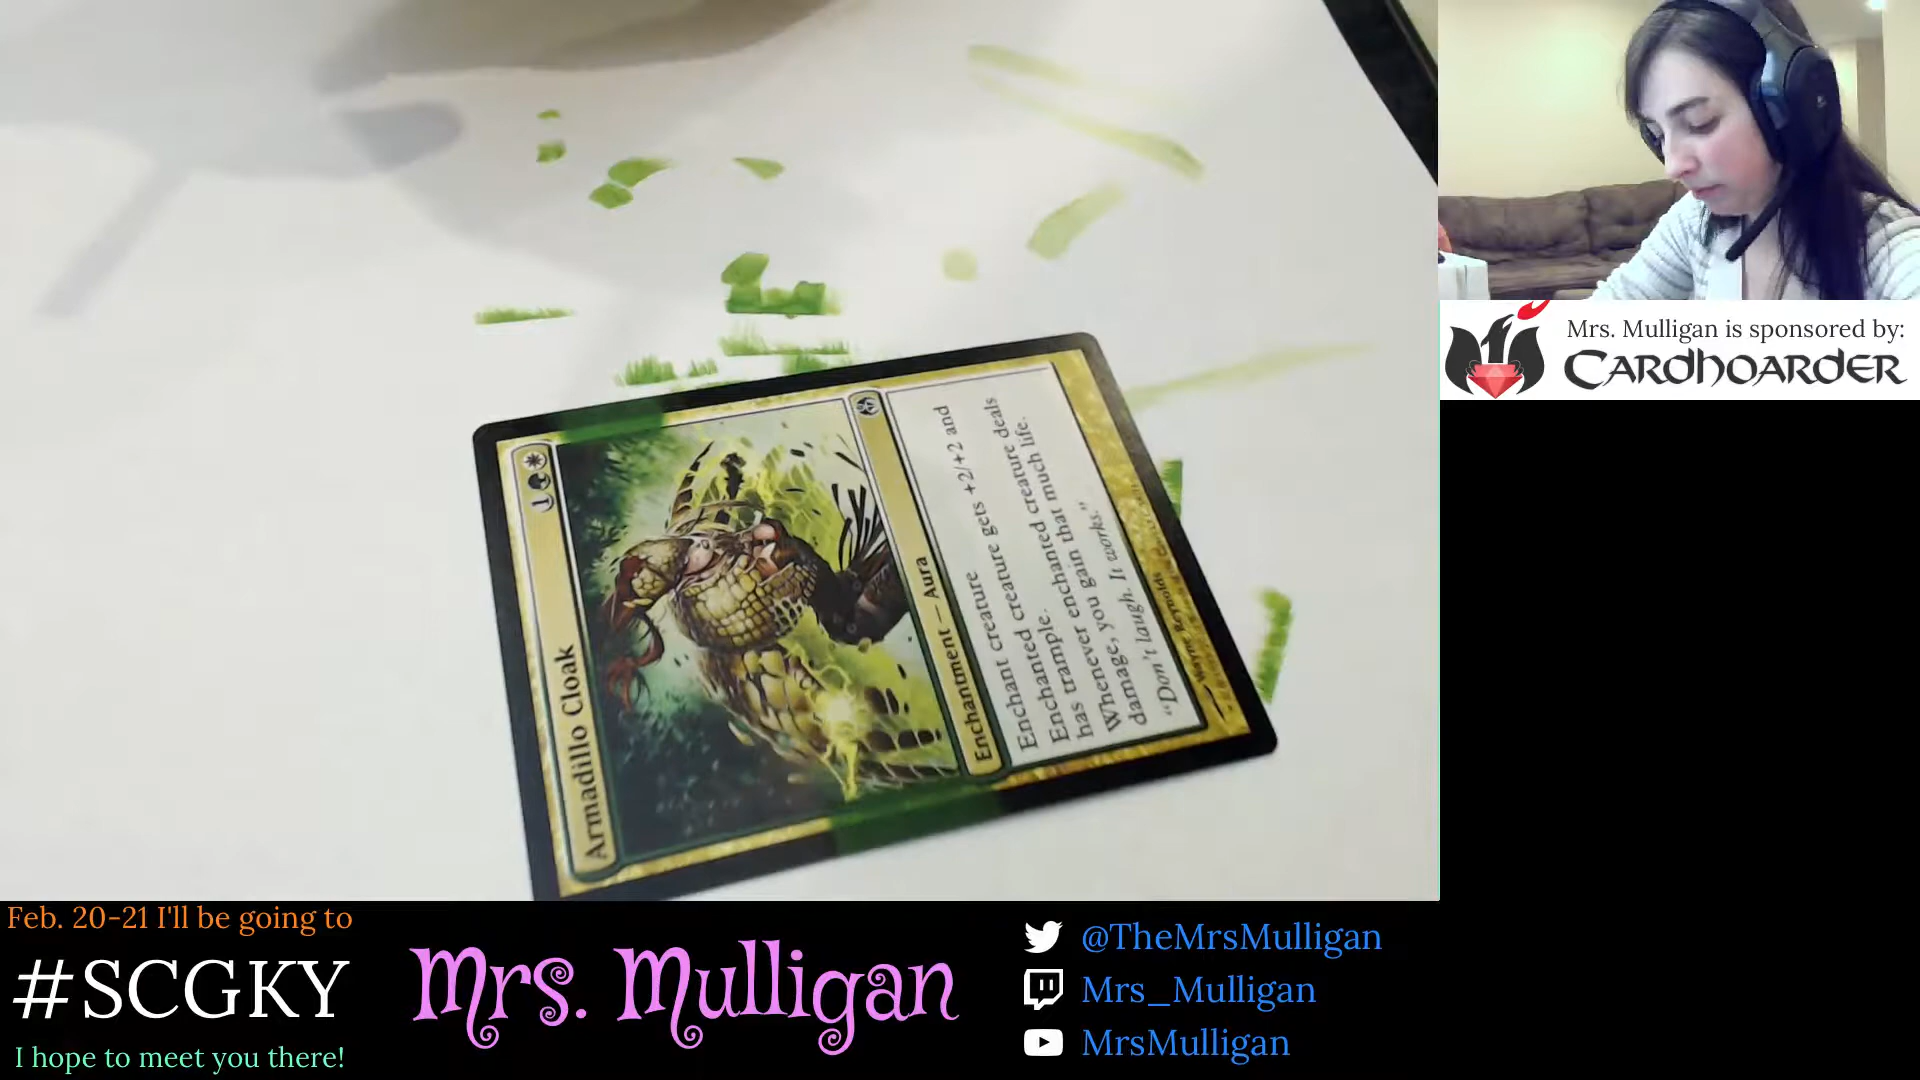 Armadillo Cloak
1
Enchantment — Aura
Enchant creature
Enchanted creature gets +2/+2 and
has trample.
Whenever enchanted creature deals
damage, you gain that much life.
"Don't laugh. It works."
Wayne Reynolds
Mrs. Mulligan is sponsored by:
CARDHOARDER
Feb. 20-21 I'll be going to
#SCGKY
I hope to meet you there!
Mrs. Mulligan
@TheMrsMulligan
Mrs_Mulligan
MrsMulligan